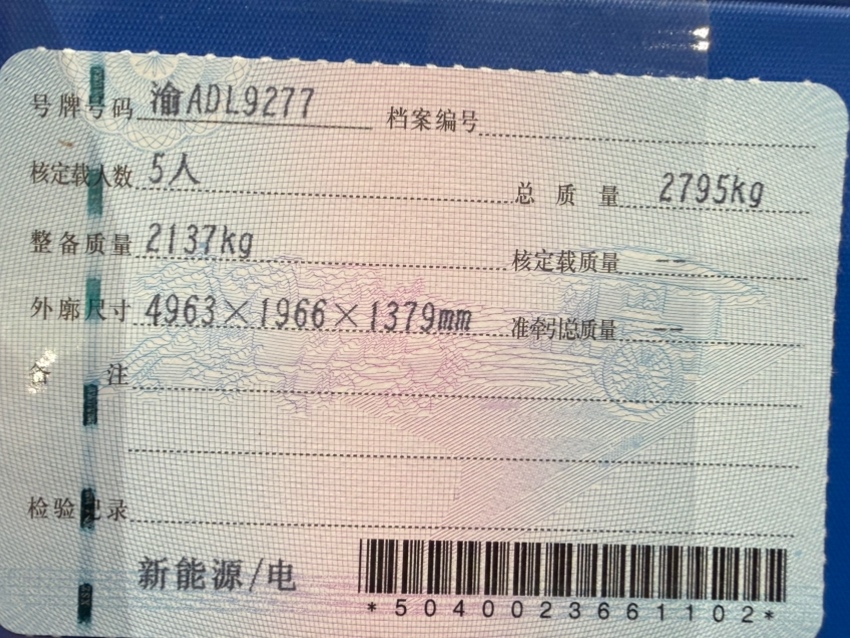 号牌号码 渝ADL9277 档案编号
核定载人数 5人 总质量 2795kg
整备质量 2137kg 核定载质量 --
外廓尺寸 4963×1966×1379mm 准牵引总质量 --
备注
检验记录
新能源/电
*5040023661102*